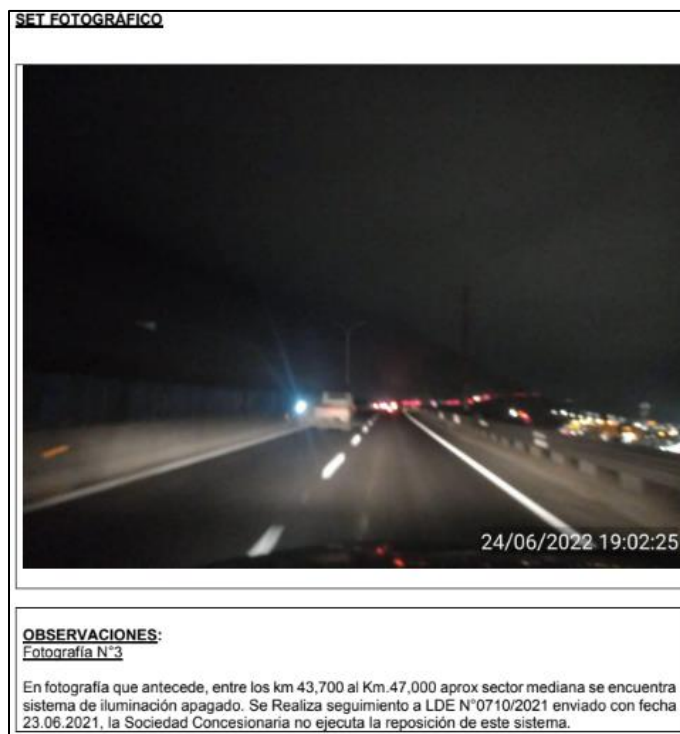 SET FOTOGRÁFICO
24/06/2022 19:02:25
OBSERVACIONES:
Fotografía N°3
En fotografía que antecede, entre los km 43,700 al Km.47,000 aprox sector mediana se encuentra
sistema de iluminación apagado. Se Realiza seguimiento a LDE N°0710/2021 enviado con fecha
23.06.2021, la Sociedad Concesionaria no ejecuta la reposición de este sistema.